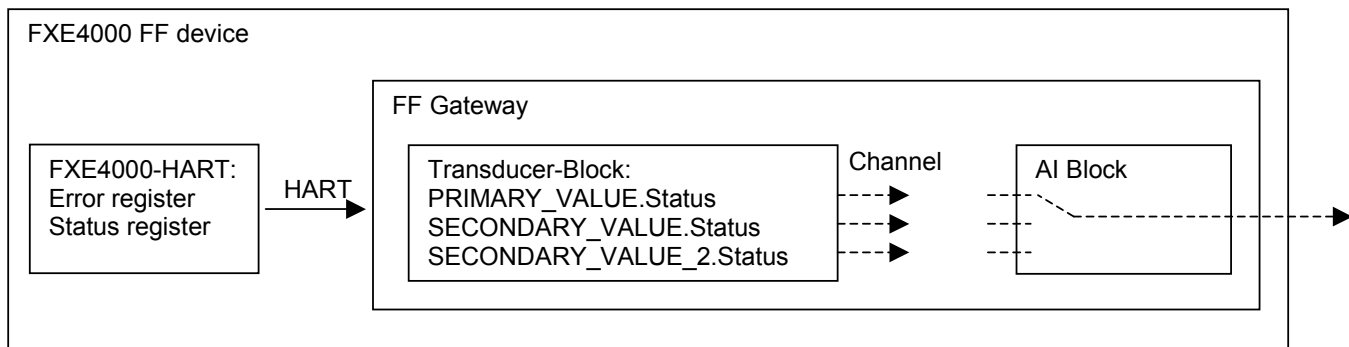 FXE4000 FF device
FF Gateway
FXE4000-HART:
Error register
Status register
HART
Transducer-Block:
PRIMARY_VALUE.Status
SECONDARY_VALUE.Status
SECONDARY_VALUE_2.Status
Channel
AI Block